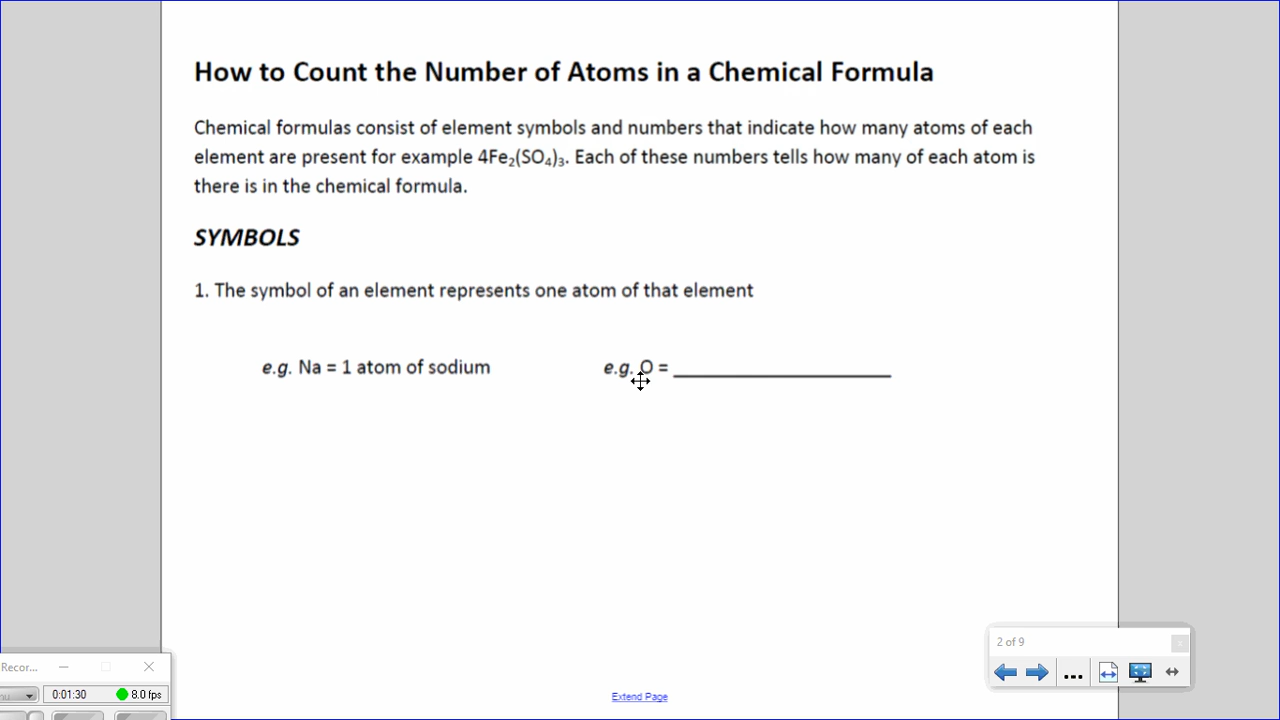 How to Count the Number of Atoms in a Chemical Formula
Chemical formulas consist of element symbols and numbers that indicate how many atoms of each
element are present for example 4Fe₂(SO₄)₃. Each of these numbers tells how many of each atom is
there is in the chemical formula.
SYMBOLS
1. The symbol of an element represents one atom of that element
e.g. Na = 1 atom of sodium e.g. O = ____________________
2 of 9
Recor...
0:01:30 8.0 fps
Extend Page